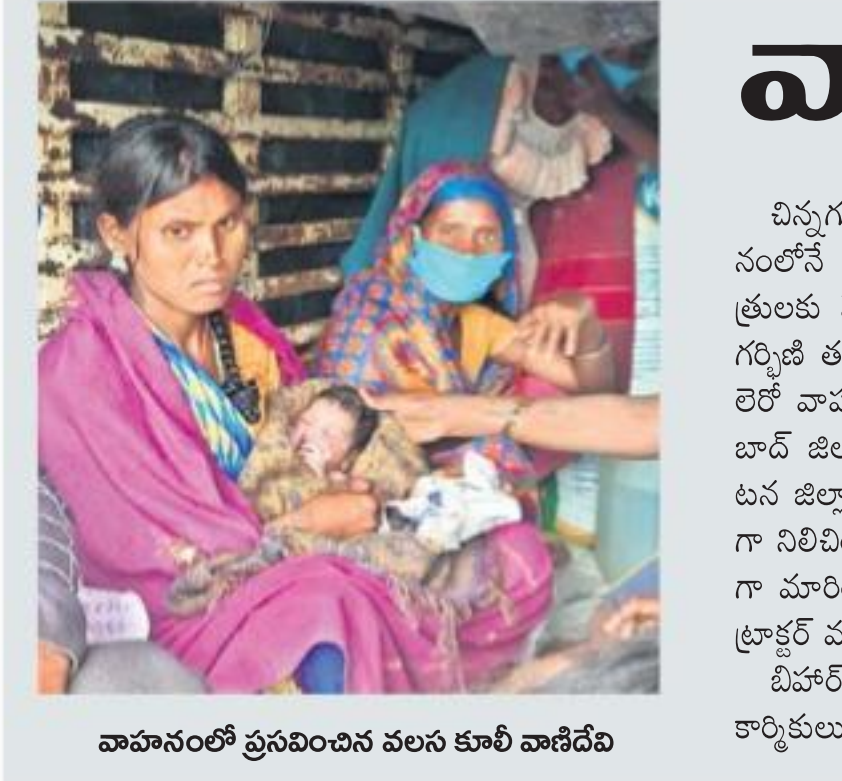 వాహనంలో ప్రసవించిన వలస కూలీ వాణిదేవి
వా
చిన్నగు
నంలోనే
త్రులకు
గర్భిణి త
లెరో వాహ
బాద్ జిల
టన జిల్లా
గా నిలిచి
గా మారి
ట్రాక్టర్ వ
బిహార్
కార్మికులు